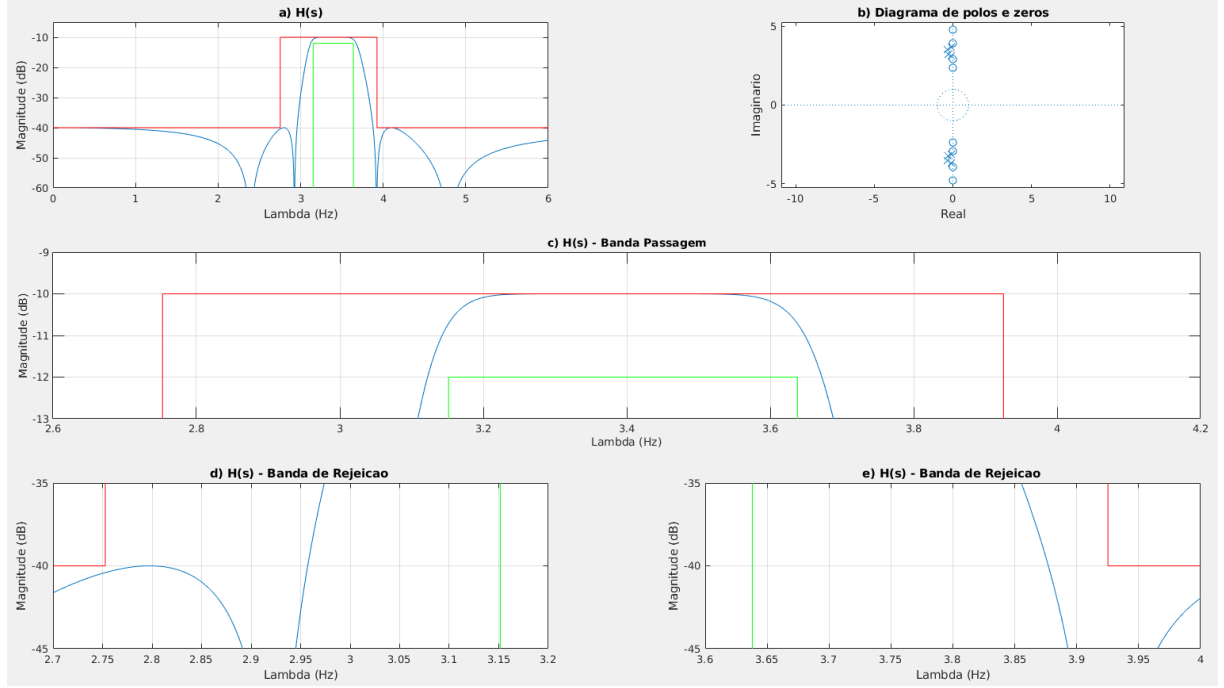 a) H(s)
Magnitude (dB)
-10
-20
-30
-40
-50
-60
0 1 2 3 4 5 6
Lambda (Hz)
b) Diagrama de polos e zeros
Imaginario
5
0
-5
-10 -5 0 5 10
Real
c) H(s) - Banda Passagem
Magnitude (dB)
-9
-10
-11
-12
-13
2.6 2.8 3 3.2 3.4 3.6 3.8 4 4.2
Lambda (Hz)
d) H(s) - Banda de Rejeicao
Magnitude (dB)
-35
-40
-45
2.7 2.75 2.8 2.85 2.9 2.95 3 3.05 3.1 3.15 3.2
Lambda (Hz)
e) H(s) - Banda de Rejeicao
Magnitude (dB)
-35
-40
-45
3.6 3.65 3.7 3.75 3.8 3.85 3.9 3.95 4
Lambda (Hz)